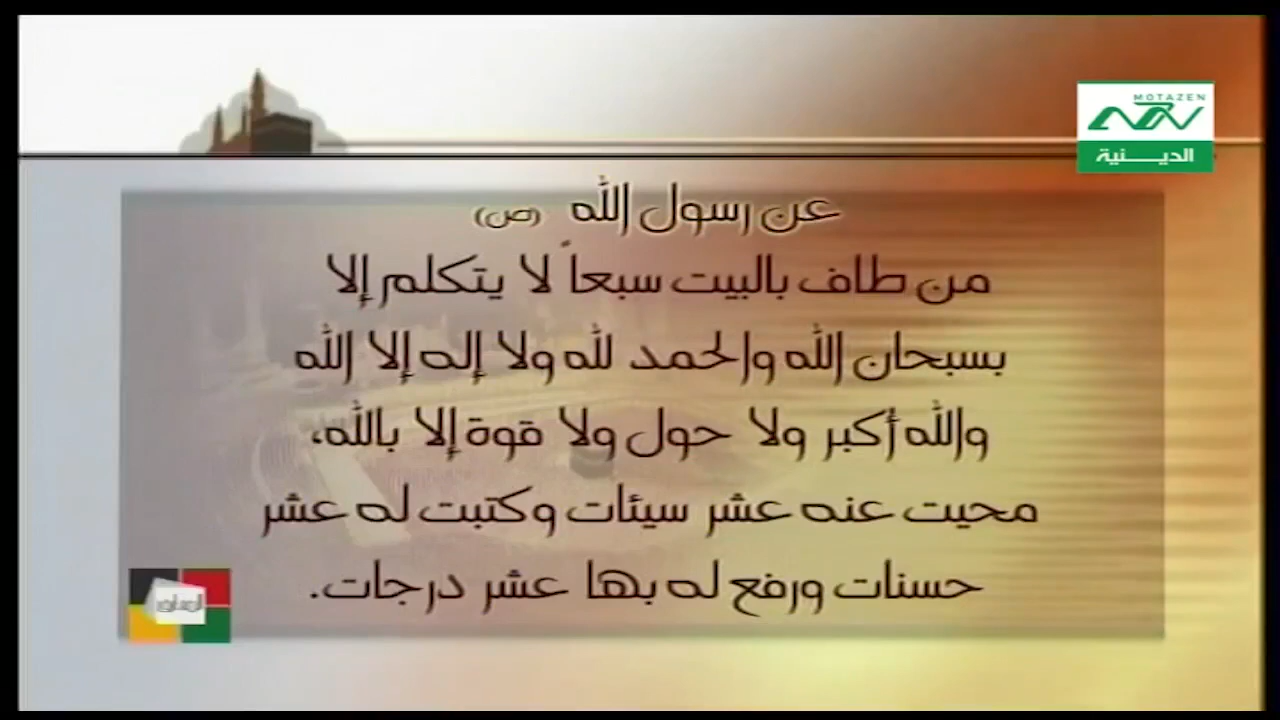 MOTAZEN
الدينية
عن رسول الله (ص)
من طاف بالبيت سبعاً لا يتكلم إلا
بسبحان الله والحمد لله ولا إله إلا الله
والله أكبر ولا حول ولا قوة إلا بالله،
محيت عنه عشر سيئات وكتبت له عشر
حسنات ورفع له بها عشر درجات.